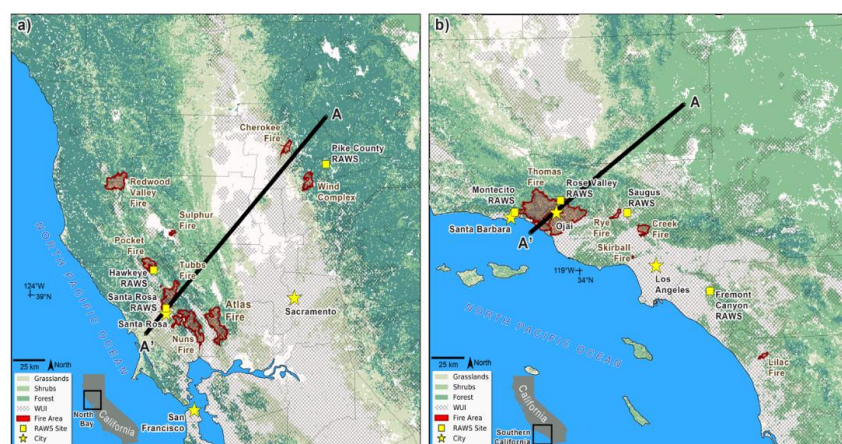 a)
A
Cherokee
Fire
Pike County
RAWS
Wind
Complex
Redwood
Valley
Fire
Sulphur
Fire
Pocket
Fire
Tubbs
Fire
Hawkeye
RAWS
Santa Rosa
RAWS
Santa Rosa
Atlas
Fire
Sacramento
Nuns
Fire
A'
124°W
39°N
NORTH PACIFIC OCEAN
25 km
North
Grasslands
Shrubs
Forest
WUI
Fire Area
RAWS Site
City
North
Bay
California
San
Francisco
b)
A
Thomas
Fire
Rose Valley
RAWS
Montecito
RAWS
Saugus
RAWS
Santa Barbara
Ojai
Rye
Fire
Creek
Fire
A'
Skirball
Fire
119°W
34°N
Los
Angeles
Fremont
Canyon
RAWS
NORTH PACIFIC OCEAN
Lilac
Fire
25 km
North
Grasslands
Shrubs
Forest
WUI
Fire Area
RAWS Site
City
California
Southern
California